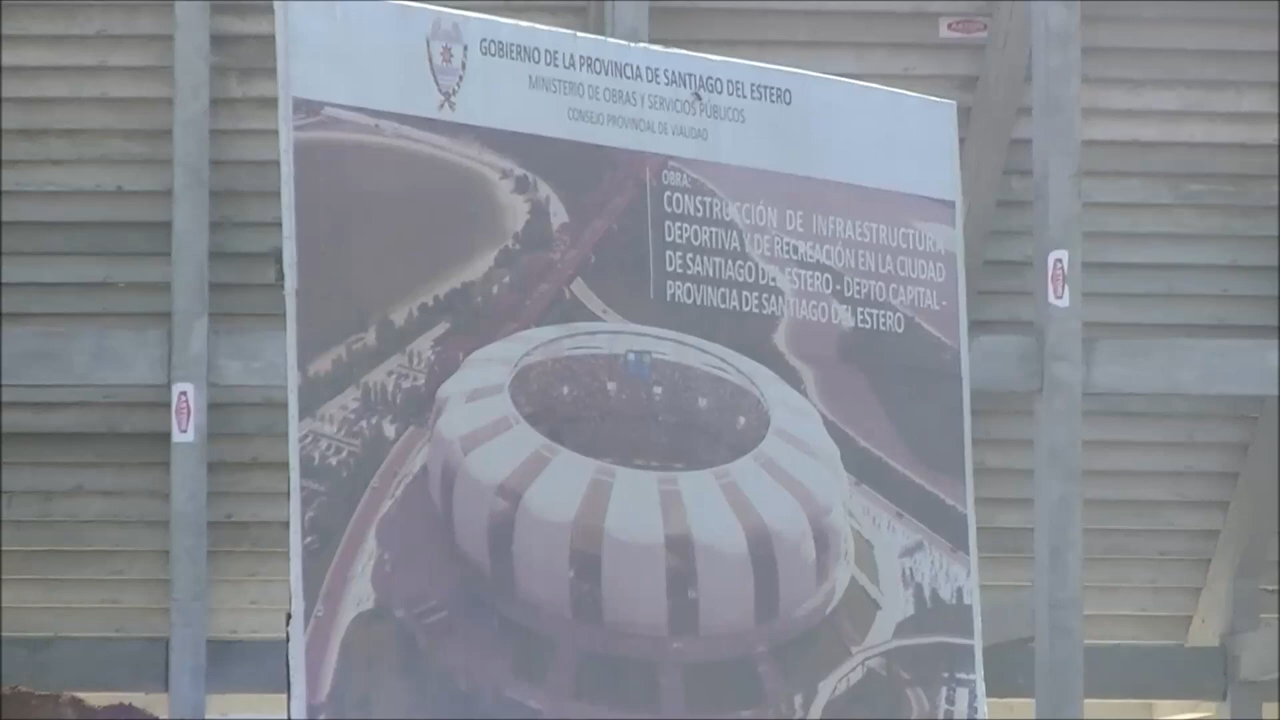 GOBIERNO DE LA PROVINCIA DE SANTIAGO DEL ESTERO
MINISTERIO DE OBRAS Y SERVICIOS PÚBLICOS
CONSEJO PROVINCIAL DE VIALIDAD
OBRA:
CONSTRUCCIÓN DE INFRAESTRUCTURA
DEPORTIVA Y DE RECREACIÓN EN LA CIUDAD
DE SANTIAGO DEL ESTERO - DEPTO CAPITAL -
PROVINCIA DE SANTIAGO DEL ESTERO